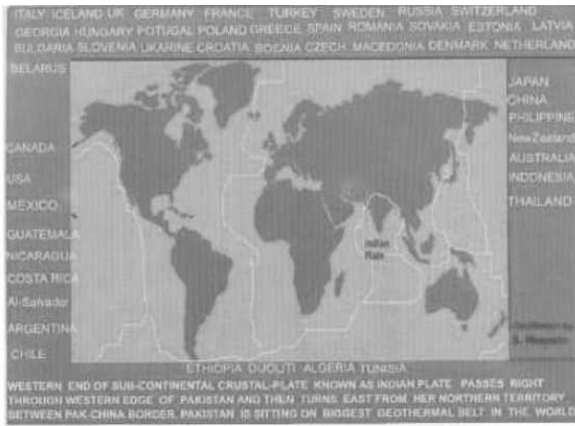 ITALY ICELAND UK GERMANY FRANCE TURKEY SWEDEN RUSSIA SWITZERLAND
GEORGIA HUNGARY POTUGAL POLAND GREECE SPAIN ROMANIA SOVAKIA ESTONIA LATVIA
BULGARIA SLOVENIA UKARINE CROATIA BOSNIA CZECH MACEDONIA DENMARK NETHERLAND
BELARUS
CANADA
USA
MEXICO
GUATEMALA
NICARAGUA
COSTA RICA
Al-Salvador
ARGENTINA
CHILE
JAPAN
CHINA
PHILIPPINE
NewZealand
AUSTRALIA
INDONESIA
THAILAND
Indian
Plate
ETHIOPIA DJOUTI ALGERIA TUNISIA
WESTERN END OF SUB-CONTINENTAL CRUSTAL-PLATE KNOWN AS INDIAN PLATE PASSES RIGHT
THROUGH WESTERN EDGE OF PAKISTAN AND THEN TURNS EAST FROM HER NORTHERN TERRITORY
BETWEEN PAK-CHINA BORDER. PAKISTAN IS SITTING ON BIGGEST GEOTHERMAL BELT IN THE WORLD